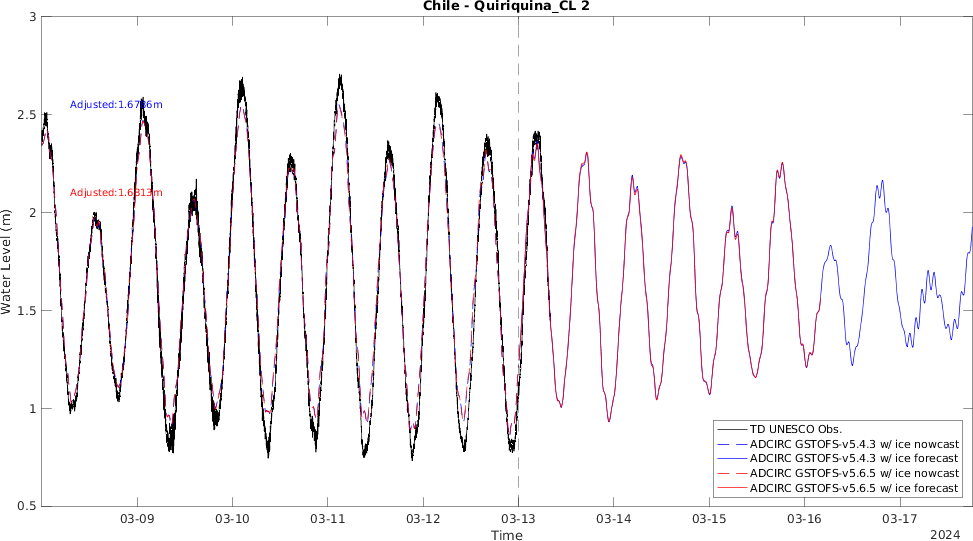 Chile - Quiriquina_CL 2
3
2.5
2
1.5
1
0.5
Water Level (m)
Adjusted:1.6786m
Adjusted:1.6813m
03-09
03-10
03-11
03-12
03-13
03-14
03-15
03-16
03-17
Time
2024
TD UNESCO Obs.
ADCIRC GSTOFS-v5.4.3 w/ ice nowcast
ADCIRC GSTOFS-v5.4.3 w/ ice forecast
ADCIRC GSTOFS-v5.6.5 w/ ice nowcast
ADCIRC GSTOFS-v5.6.5 w/ ice forecast